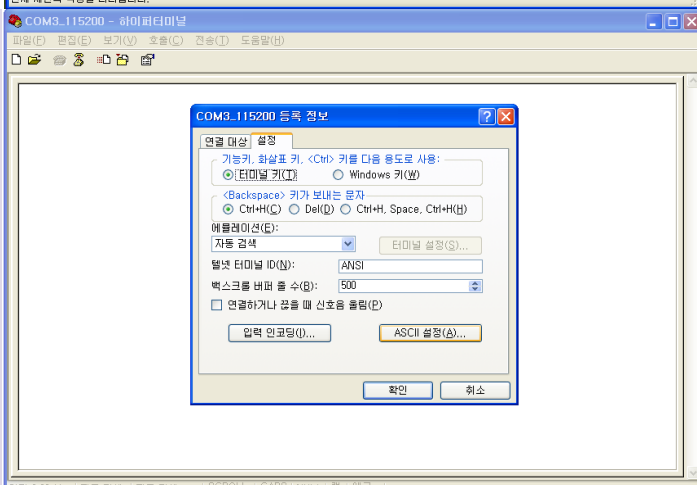 COM3_115200 - 하이퍼터미널
파일(F) 편집(E) 보기(V) 호출(C) 전송(T) 도움말(H)
COM3_115200 등록 정보
연결 대상 설정
기능키, 화살표 키, <Ctrl> 키를 다음 용도로 사용:
터미널 키(T) Windows 키(W)
<Backspace> 키가 보내는 문자
Ctrl+H(C) Del(D) Ctrl+H, Space, Ctrl+H(H)
에뮬레이션(E):
자동 검색 터미널 설정(S)...
텔넷 터미널 ID(N): ANSI
백스크롤 버퍼 줄 수(B): 500
연결하거나 끊을 때 신호음 울림(P)
입력 인코딩(I)... ASCII 설정(A)...
확인 취소